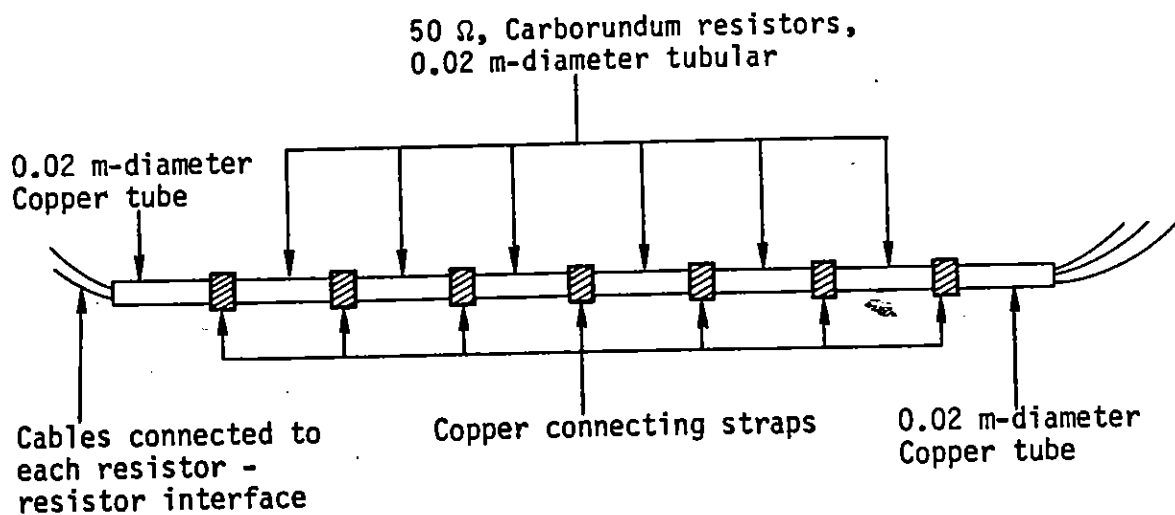 50 Ω, Carborundum resistors,
0.02 m-diameter tubular
0.02 m-diameter
Copper tube
Cables connected to
each resistor -
resistor interface
Copper connecting straps
0.02 m-diameter
Copper tube